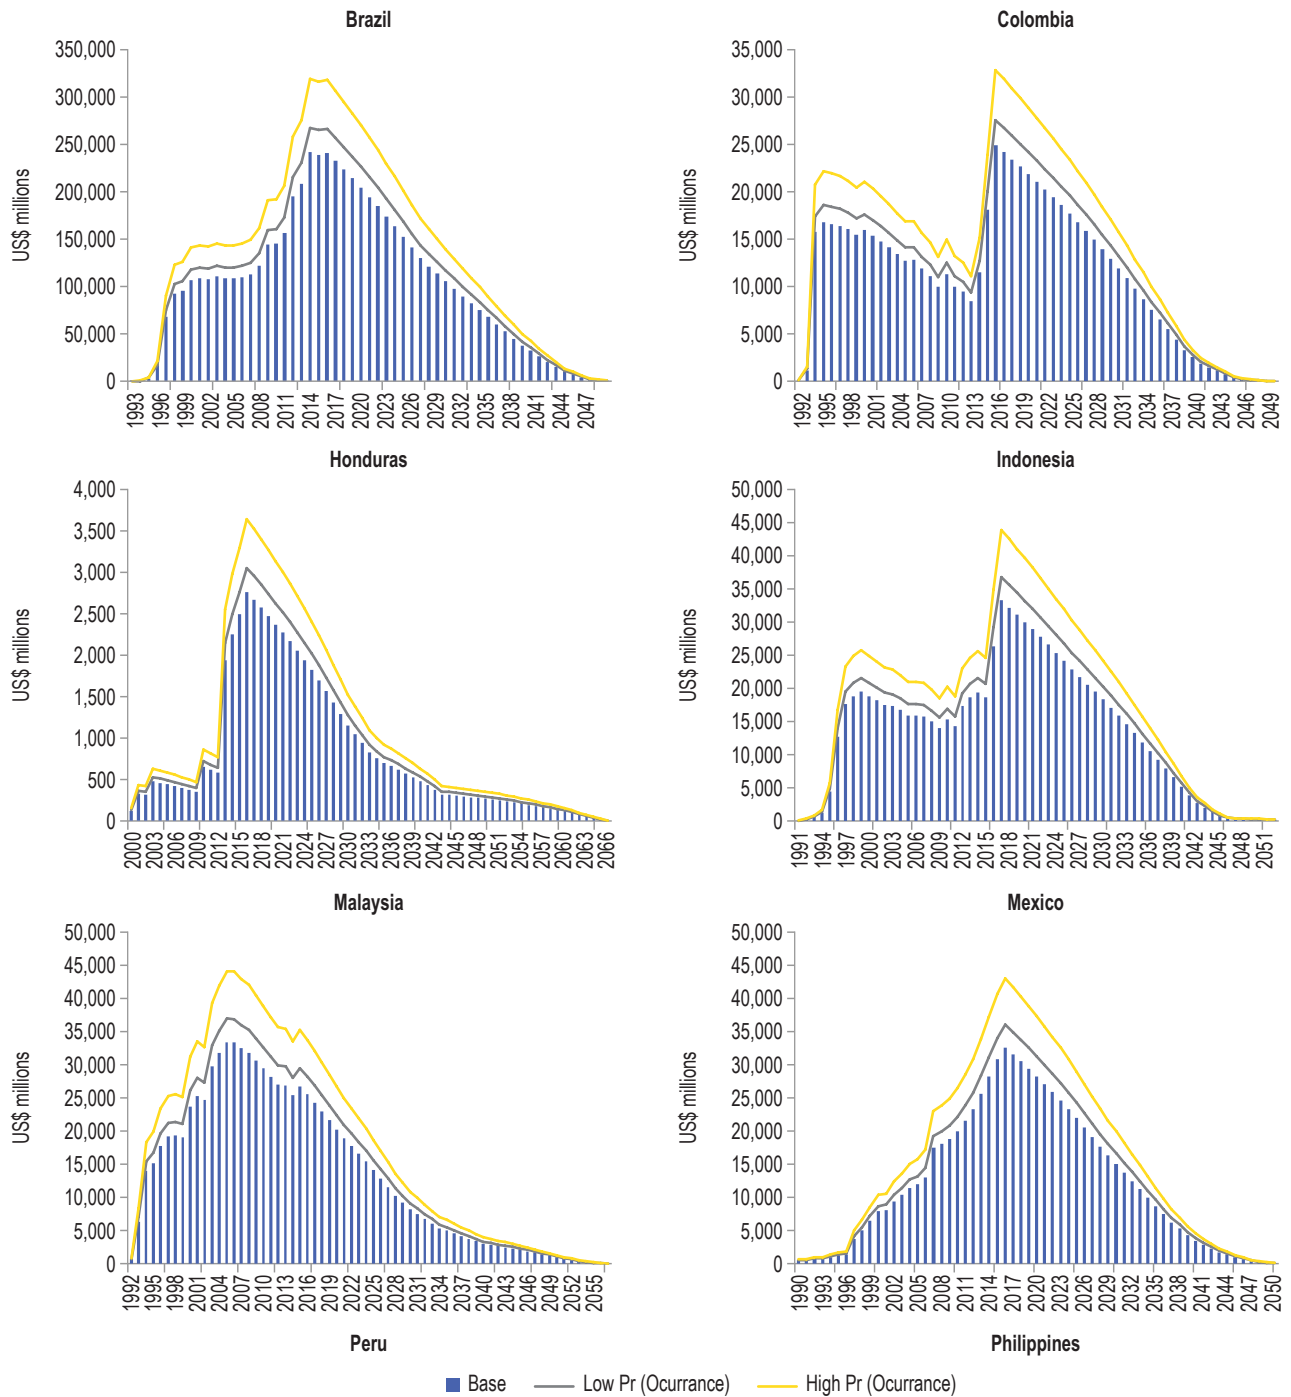 Brazil
US$ millions
350,000
300,000
250,000
200,000
150,000
100,000
50,000
0
1993 1996 1999 2002 2005 2008 2011 2014 2017 2020 2023 2026 2029 2032 2035 2038 2041 2044 2047
Colombia
US$ millions
35,000
30,000
25,000
20,000
15,000
10,000
5,000
0
1992 1995 1998 2001 2004 2007 2010 2013 2016 2019 2022 2025 2028 2031 2034 2037 2040 2043 2046 2049
Honduras
US$ millions
4,000
3,500
3,000
2,500
2,000
1,500
1,000
500
0
2000 2003 2006 2009 2012 2015 2018 2021 2024 2027 2030 2033 2036 2039 2042 2045 2048 2051 2054 2057 2060 2063 2066
Indonesia
US$ millions
50,000
45,000
40,000
35,000
30,000
25,000
20,000
15,000
10,000
5,000
0
1991 1994 1997 2000 2003 2006 2009 2012 2016 2018 2021 2024 2027 2030 2033 2036 2039 2042 2045 2048 2051
Malaysia
US$ millions
50,000
45,000
40,000
35,000
30,000
25,000
20,000
15,000
10,000
5,000
0
1992 1995 1998 2001 2004 2007 2010 2013 2016 2019 2022 2025 2028 2031 2034 2037 2040 2043 2046 2049 2052 2055
Mexico
US$ millions
50,000
45,000
40,000
35,000
30,000
25,000
20,000
15,000
10,000
5,000
0
1990 1993 1996 1999 2002 2005 2008 2011 2014 2017 2020 2023 2026 2029 2032 2035 2038 2041 2044 2047 2050
Peru
Philippines
Base Low Pr (Ocurrance) High Pr (Ocurrance)